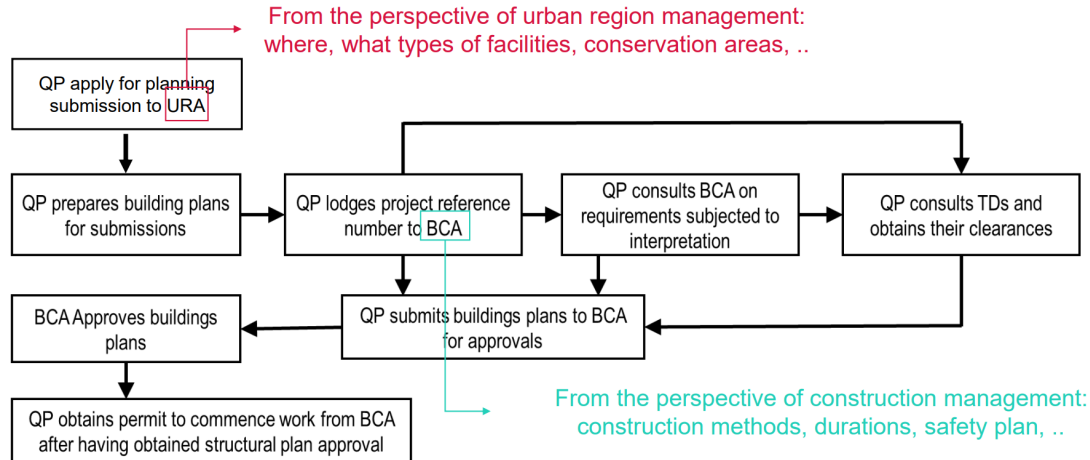 From the perspective of urban region management:
where, what types of facilities, conservation areas, ..
QP apply for planning
submission to URA
QP prepares building plans
for submissions
QP lodges project reference
number to BCA
QP consults BCA on
requirements subjected to
interpretation
QP consults TDs and
obtains their clearances
BCA Approves buildings
plans
QP submits buildings plans to BCA
for approvals
QP obtains permit to commence work from BCA
after having obtained structural plan approval
From the perspective of construction management:
construction methods, durations, safety plan, ..